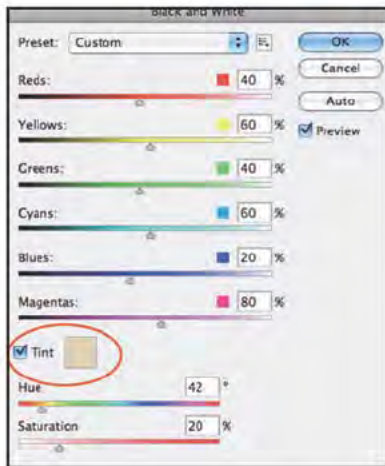 Black and White
Preset: Custom
OK
Cancel
Auto
Preview
Reds: 40 %
Yellows: 60 %
Greens: 40 %
Cyans: 60 %
Blues: 20 %
Magentas: 80 %
Tint
Hue 42 °
Saturation 20 %